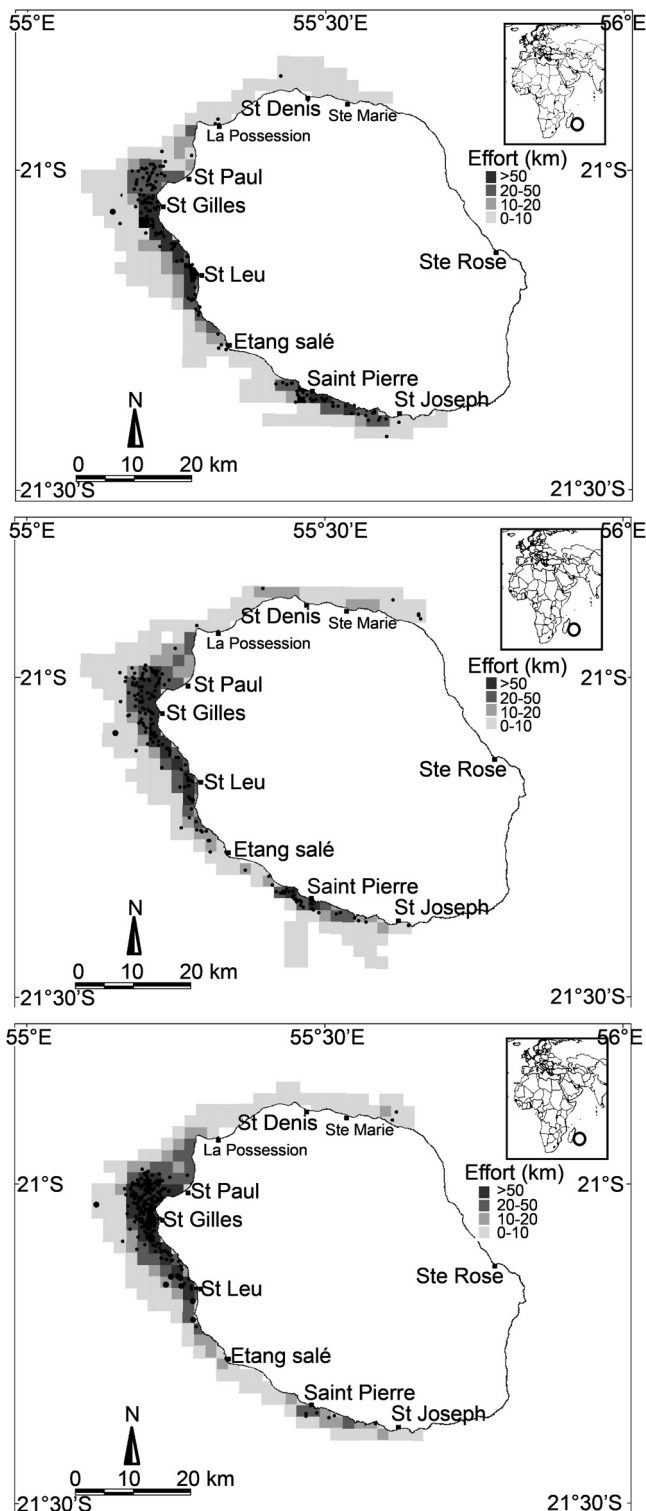 55°E 55°30'E 56°E
St Denis
Ste Marie
La Possession
21°S
Effort (km)
>50
20-50
10-20
0-10
St Paul
St Gilles
Ste Rose
St Leu
Etang salé
Saint Pierre
St Joseph
N
0 10 20 km
21°30'S 21°30'S
55°E 55°30'E 56°E
St Denis
Ste Marie
La Possession
21°S
Effort (km)
>50
20-50
10-20
0-10
St Paul
St Gilles
Ste Rose
St Leu
Etang salé
Saint Pierre
St Joseph
N
0 10 20 km
21°30'S 21°30'S
55°E 55°30'E 56°E
St Denis
Ste Marie
La Possession
21°S
Effort (km)
>50
20-50
10-20
0-10
St Paul
St Gilles
Ste Rose
St Leu
Etang salé
Saint Pierre
St Joseph
N
0 10 20 km
21°30'S 21°30'S